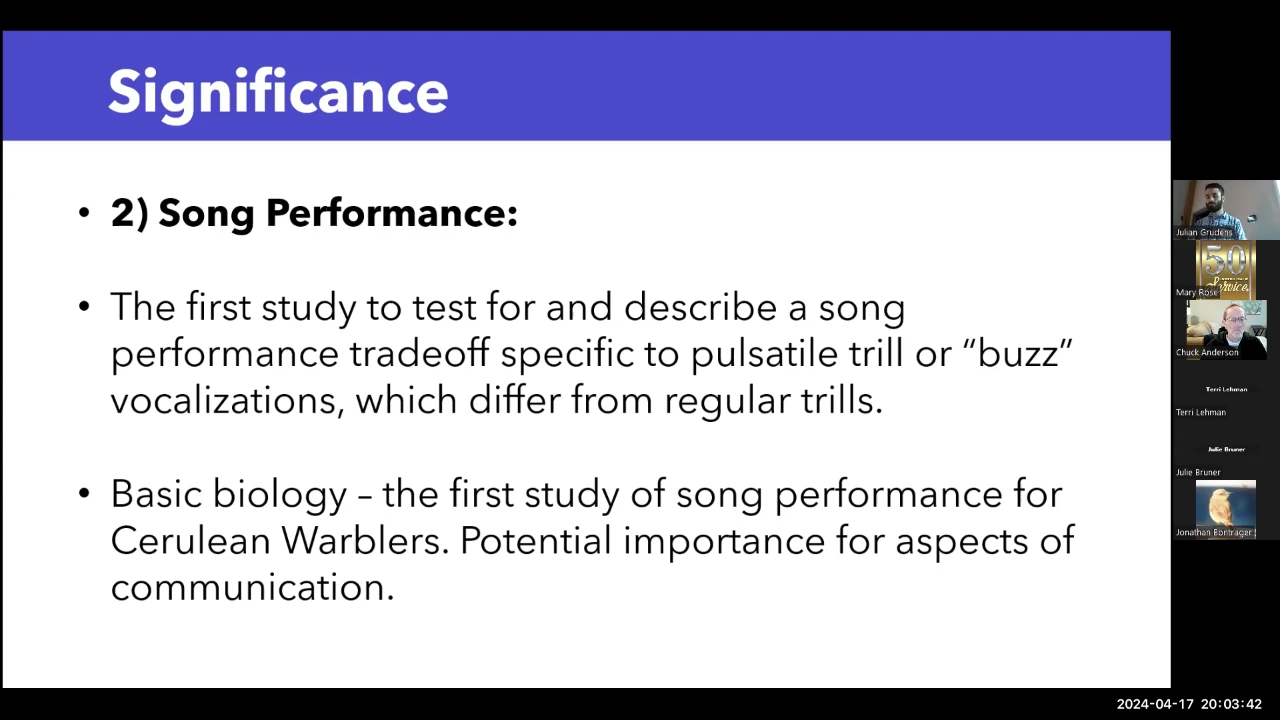 Significance
• 2) Song Performance:
• The first study to test for and describe a song
performance tradeoff specific to pulsatile trill or “buzz”
vocalizations, which differ from regular trills.
• Basic biology – the first study of song performance for
Cerulean Warblers. Potential importance for aspects of
communication.
Julian Grudens
50
Service
Mary Rose
Chuck Anderson
Terri Lehman
Terri Lehman
Julie Bruner
Julie Bruner
Jonathan Bontrager
2024-04-17 20:03:42